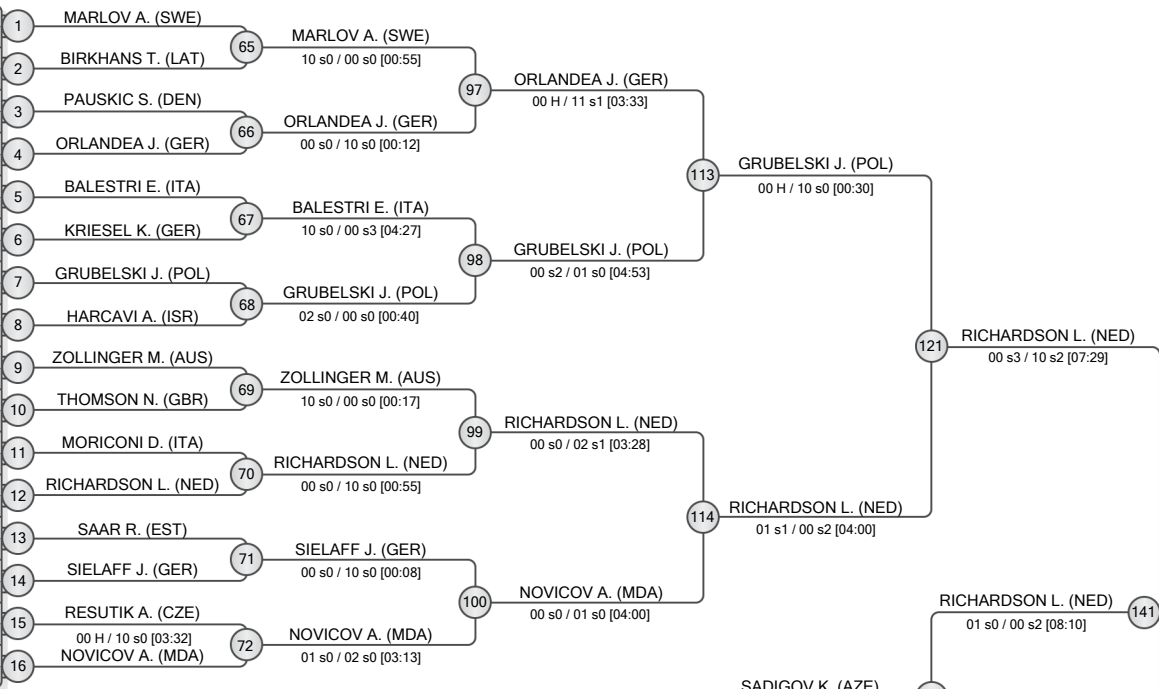 1
MARLOV A. (SWE)
2
BIRKHANS T. (LAT)
65
MARLOV A. (SWE)
10 s0 / 00 s0 [00:55]
3
PAUSKIC S. (DEN)
4
ORLANDEA J. (GER)
66
ORLANDEA J. (GER)
00 s0 / 10 s0 [00:12]
97
ORLANDEA J. (GER)
00 H / 11 s1 [03:33]
5
BALESTRI E. (ITA)
6
KRIESEL K. (GER)
67
BALESTRI E. (ITA)
10 s0 / 00 s3 [04:27]
7
GRUBELSKI J. (POL)
8
HARCAVI A. (ISR)
68
GRUBELSKI J. (POL)
02 s0 / 00 s0 [00:40]
98
GRUBELSKI J. (POL)
00 s2 / 01 s0 [04:53]
113
GRUBELSKI J. (POL)
00 H / 10 s0 [00:30]
9
ZOLLINGER M. (AUS)
10
THOMSON N. (GBR)
69
ZOLLINGER M. (AUS)
10 s0 / 00 s0 [00:17]
11
MORICONI D. (ITA)
12
RICHARDSON L. (NED)
70
RICHARDSON L. (NED)
00 s0 / 10 s0 [00:55]
99
RICHARDSON L. (NED)
00 s0 / 02 s1 [03:28]
13
SAAR R. (EST)
14
SIELAFF J. (GER)
71
SIELAFF J. (GER)
00 s0 / 10 s0 [00:08]
15
RESUTIK A. (CZE)
00 H / 10 s0 [03:32]
16
NOVICOV A. (MDA)
72
NOVICOV A. (MDA)
01 s0 / 02 s0 [03:13]
100
NOVICOV A. (MDA)
00 s0 / 01 s0 [04:00]
114
RICHARDSON L. (NED)
01 s1 / 00 s2 [04:00]
121
RICHARDSON L. (NED)
00 s3 / 10 s2 [07:29]
RICHARDSON L. (NED)
01 s0 / 00 s2 [08:10]
141
SADIGOV K. (AZE)